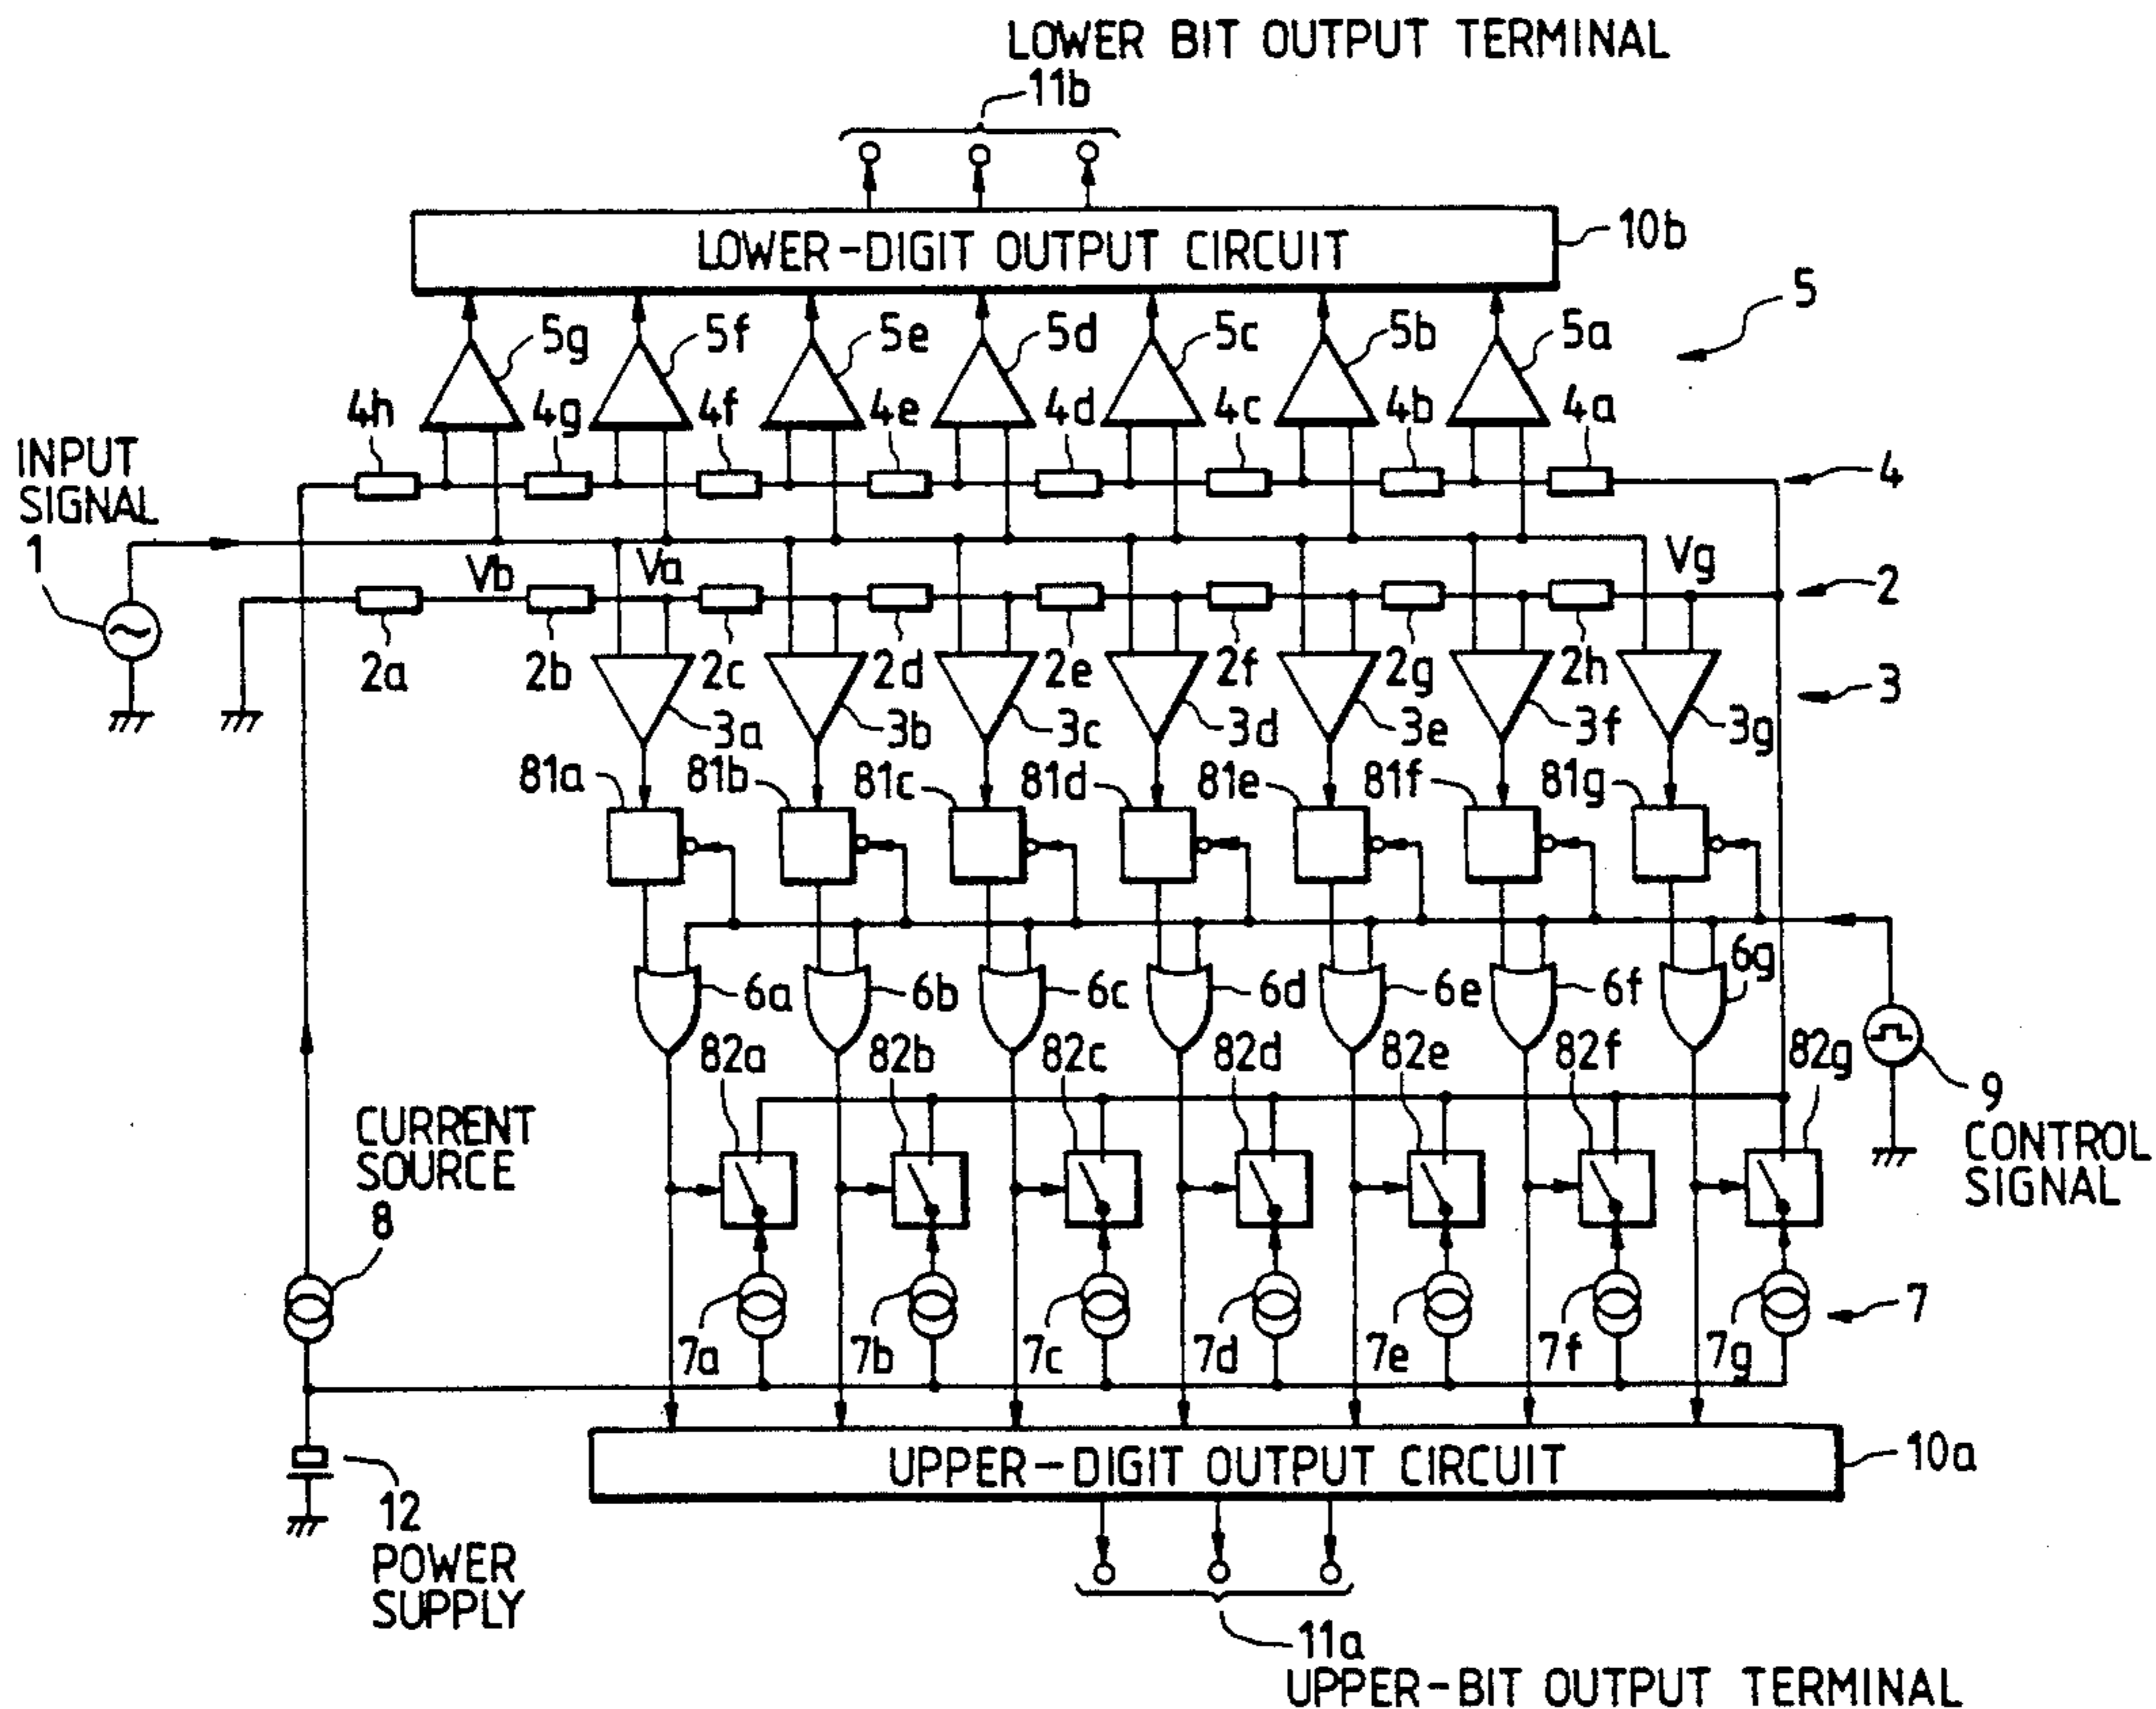 LOWER BIT OUTPUT TERMINAL
11b
LOWER-DIGIT OUTPUT CIRCUIT
10b
5
5g
5f
5e
5d
5c
5b
5a
4h
4g
4f
4e
4d
4c
4b
4a
4
INPUT
SIGNAL
1
Vb
Va
Vg
2
2a
2b
2c
2d
2e
2f
2g
2h
3
3a
3b
3c
3d
3e
3f
3g
81a
81b
81c
81d
81e
81f
81g
6a
6b
6c
6d
6e
6f
6g
82a
82b
82c
82d
82e
82f
82g
9
CONTROL
SIGNAL
CURRENT
SOURCE
8
7a
7b
7c
7d
7e
7f
7g
7
UPPER-DIGIT OUTPUT CIRCUIT
10a
12
POWER
SUPPLY
11a
UPPER-BIT OUTPUT TERMINAL